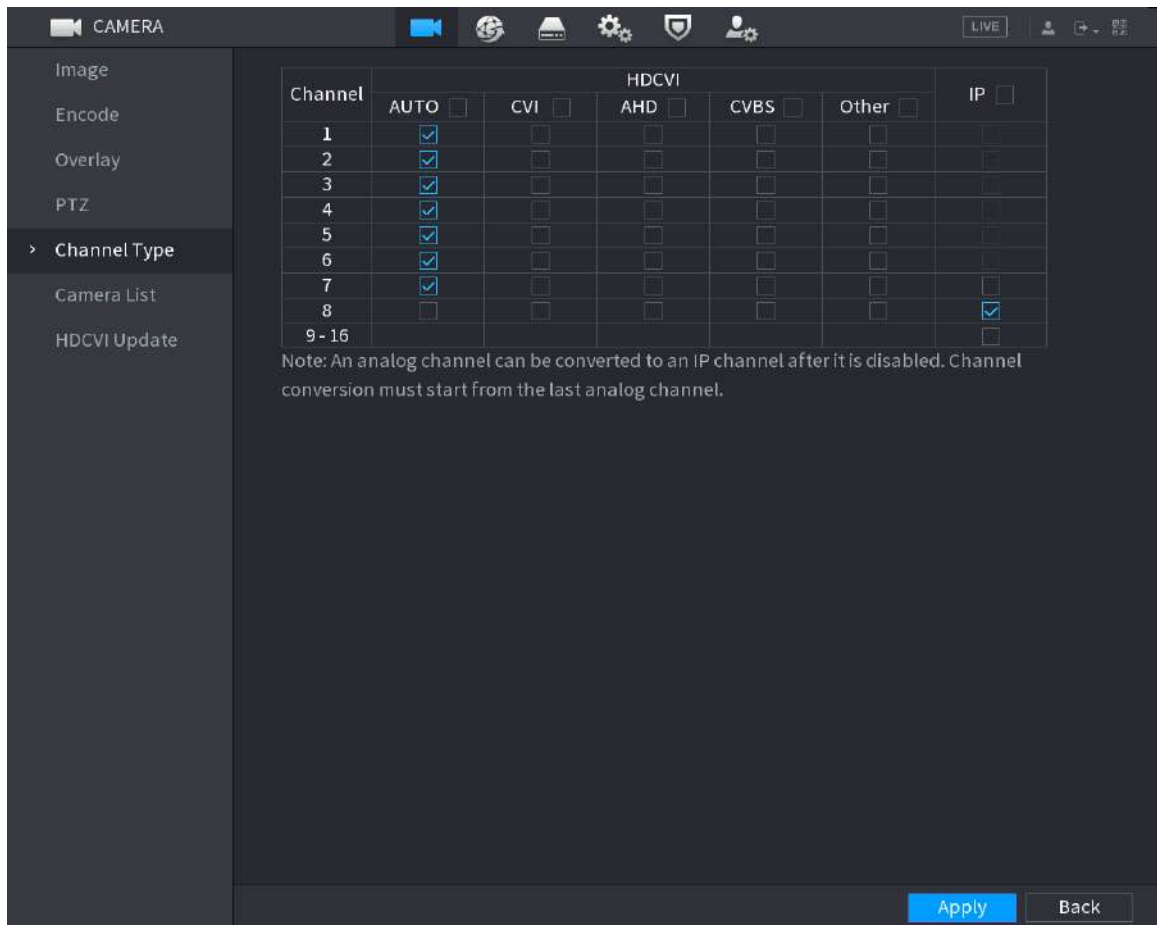 CAMERA
LIVE
Image
Encode
Overlay
PTZ
> Channel Type
Camera List
HDCVI Update
Channel HDCVI IP
AUTO CVI AHD CVBS Other
1
2
3
4
5
6
7
8
9 - 16
Note: An analog channel can be converted to an IP channel after it is disabled. Channel
conversion must start from the last analog channel.
Apply Back